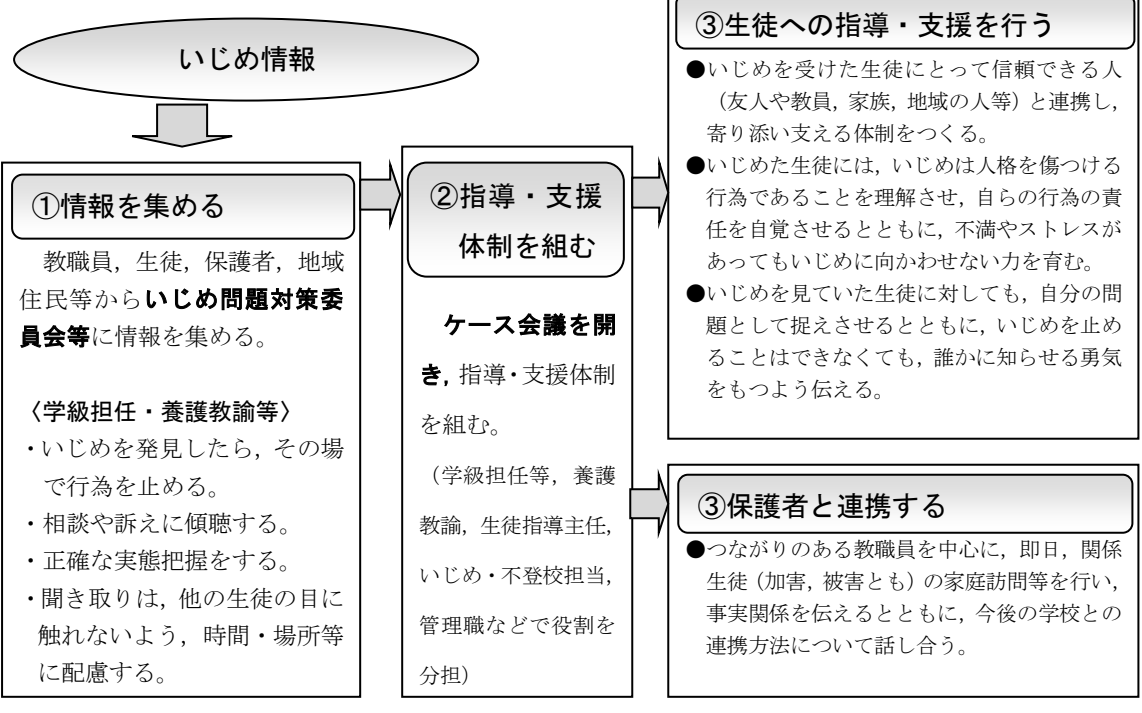 いじめ情報
①情報を集める
教職員，生徒，保護者，地域
住民等からいじめ問題対策委
員会等に情報を集める。
〈学級担任・養護教諭等〉
・いじめを発見したら，その場
で行為を止める。
・相談や訴えに傾聴する。
・正確な実態把握をする。
・聞き取りは，他の生徒の目に
触れないよう，時間・場所等
に配慮する。
②指導・支援
体制を組む
ケース会議を開
き，指導・支援体制
を組む。
（学級担任等，養護
教諭，生徒指導主任，
いじめ・不登校担当，
管理職などで役割を
分担）
③生徒への指導・支援を行う
●いじめを受けた生徒にとって信頼できる人
（友人や教員，家族，地域の人等）と連携し，
寄り添い支える体制をつくる。
●いじめた生徒には，いじめは人格を傷つける
行為であることを理解させ，自らの行為の責
任を自覚させるとともに，不満やストレスが
あってもいじめに向かわせない力を育む。
●いじめを見ていた生徒に対しても，自分の問
題として捉えさせるとともに，いじめを止め
ることはできなくても，誰かに知らせる勇気
をもつよう伝える。
③保護者と連携する
●つながりのある教職員を中心に，即日，関係
生徒（加害，被害とも）の家庭訪問等を行い，
事実関係を伝えるとともに，今後の学校との
連携方法について話し合う。